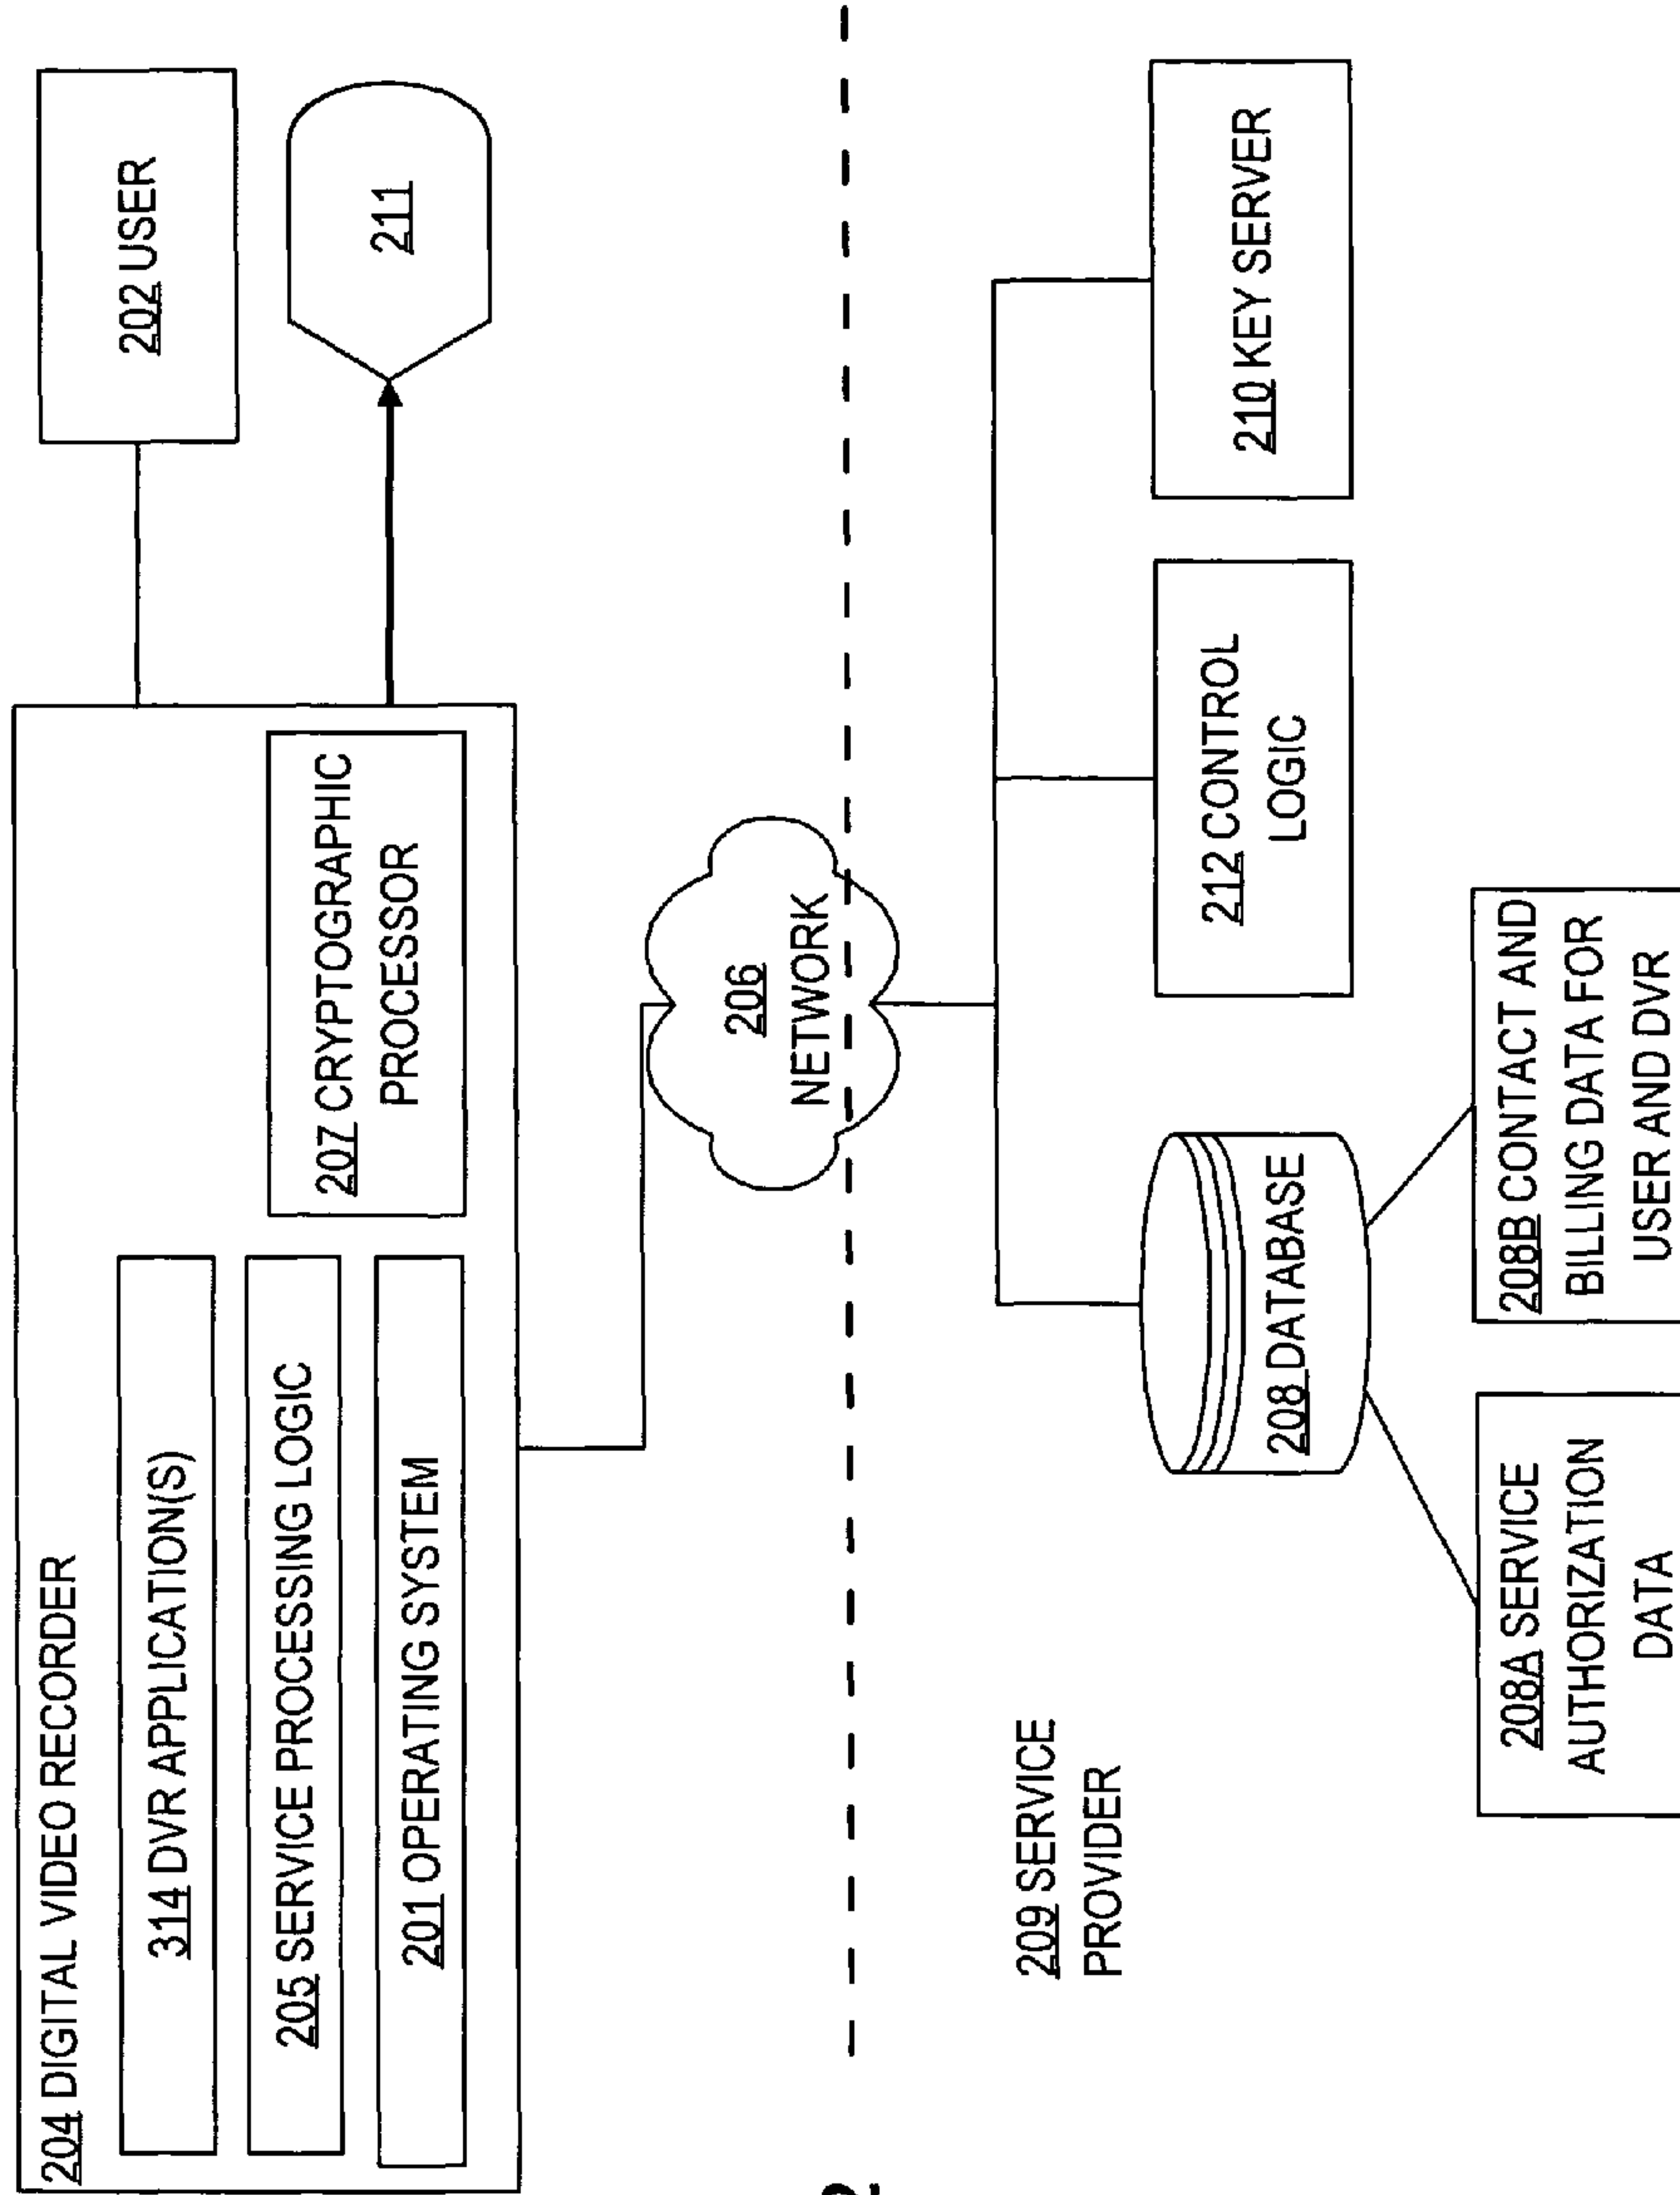 204 DIGITAL VIDEO RECORDER
314 DVR APPLICATION(S)
205 SERVICE PROCESSING LOGIC
201 OPERATING SYSTEM
207 CRYPTOGRAPHIC
PROCESSOR
202 USER
211
206
NETWORK
209 SERVICE
PROVIDER
208 DATABASE
212 CONTROL
LOGIC
210 KEY SERVER
208A SERVICE
AUTHORIZATION
DATA
208B CONTACT AND
BILLING DATA FOR
USER AND DVR
2